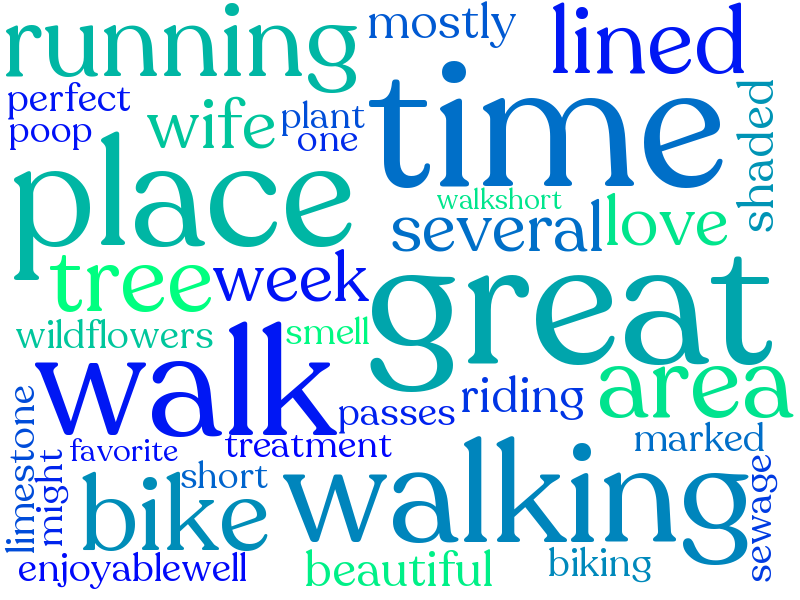 running
mostly
lined
perfect
poop
wife
plant
one
time
shaded
place
walkshort
several
love
tree
week
great
wildflowers
smell
walk
area
riding
passes
limestone
might
favorite
treatment
marked
short
bike
walking
sewage
enjoyablewell
beautiful
biking